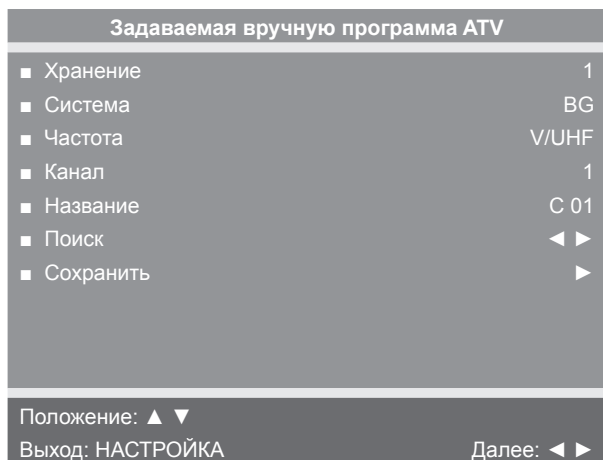 Задаваемая вручную программа ATV
■ Хранение 1
■ Система BG
■ Частота V/UHF
■ Канал 1
■ Название C 01
■ Поиск ◄ ►
■ Сохранить ►
Положение: ▲ ▼
Выход: НАСТРОЙКА Далее: ◄ ►